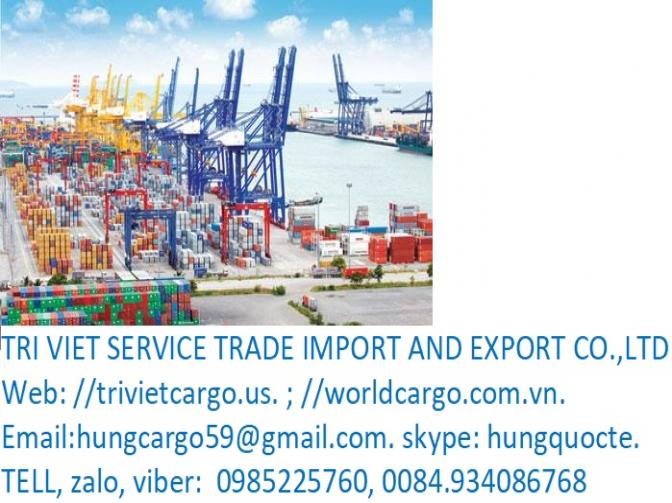 TRI VIET SERVICE TRADE IMPORT AND EXPORT CO.,LTD
Web: //trivietcargo.us. ; //worldcargo.com.vn.
Email:hungcargo59@gmail.com. skype: hungquocte.
TELL, zalo, viber:  0985225760, 0084.934086768